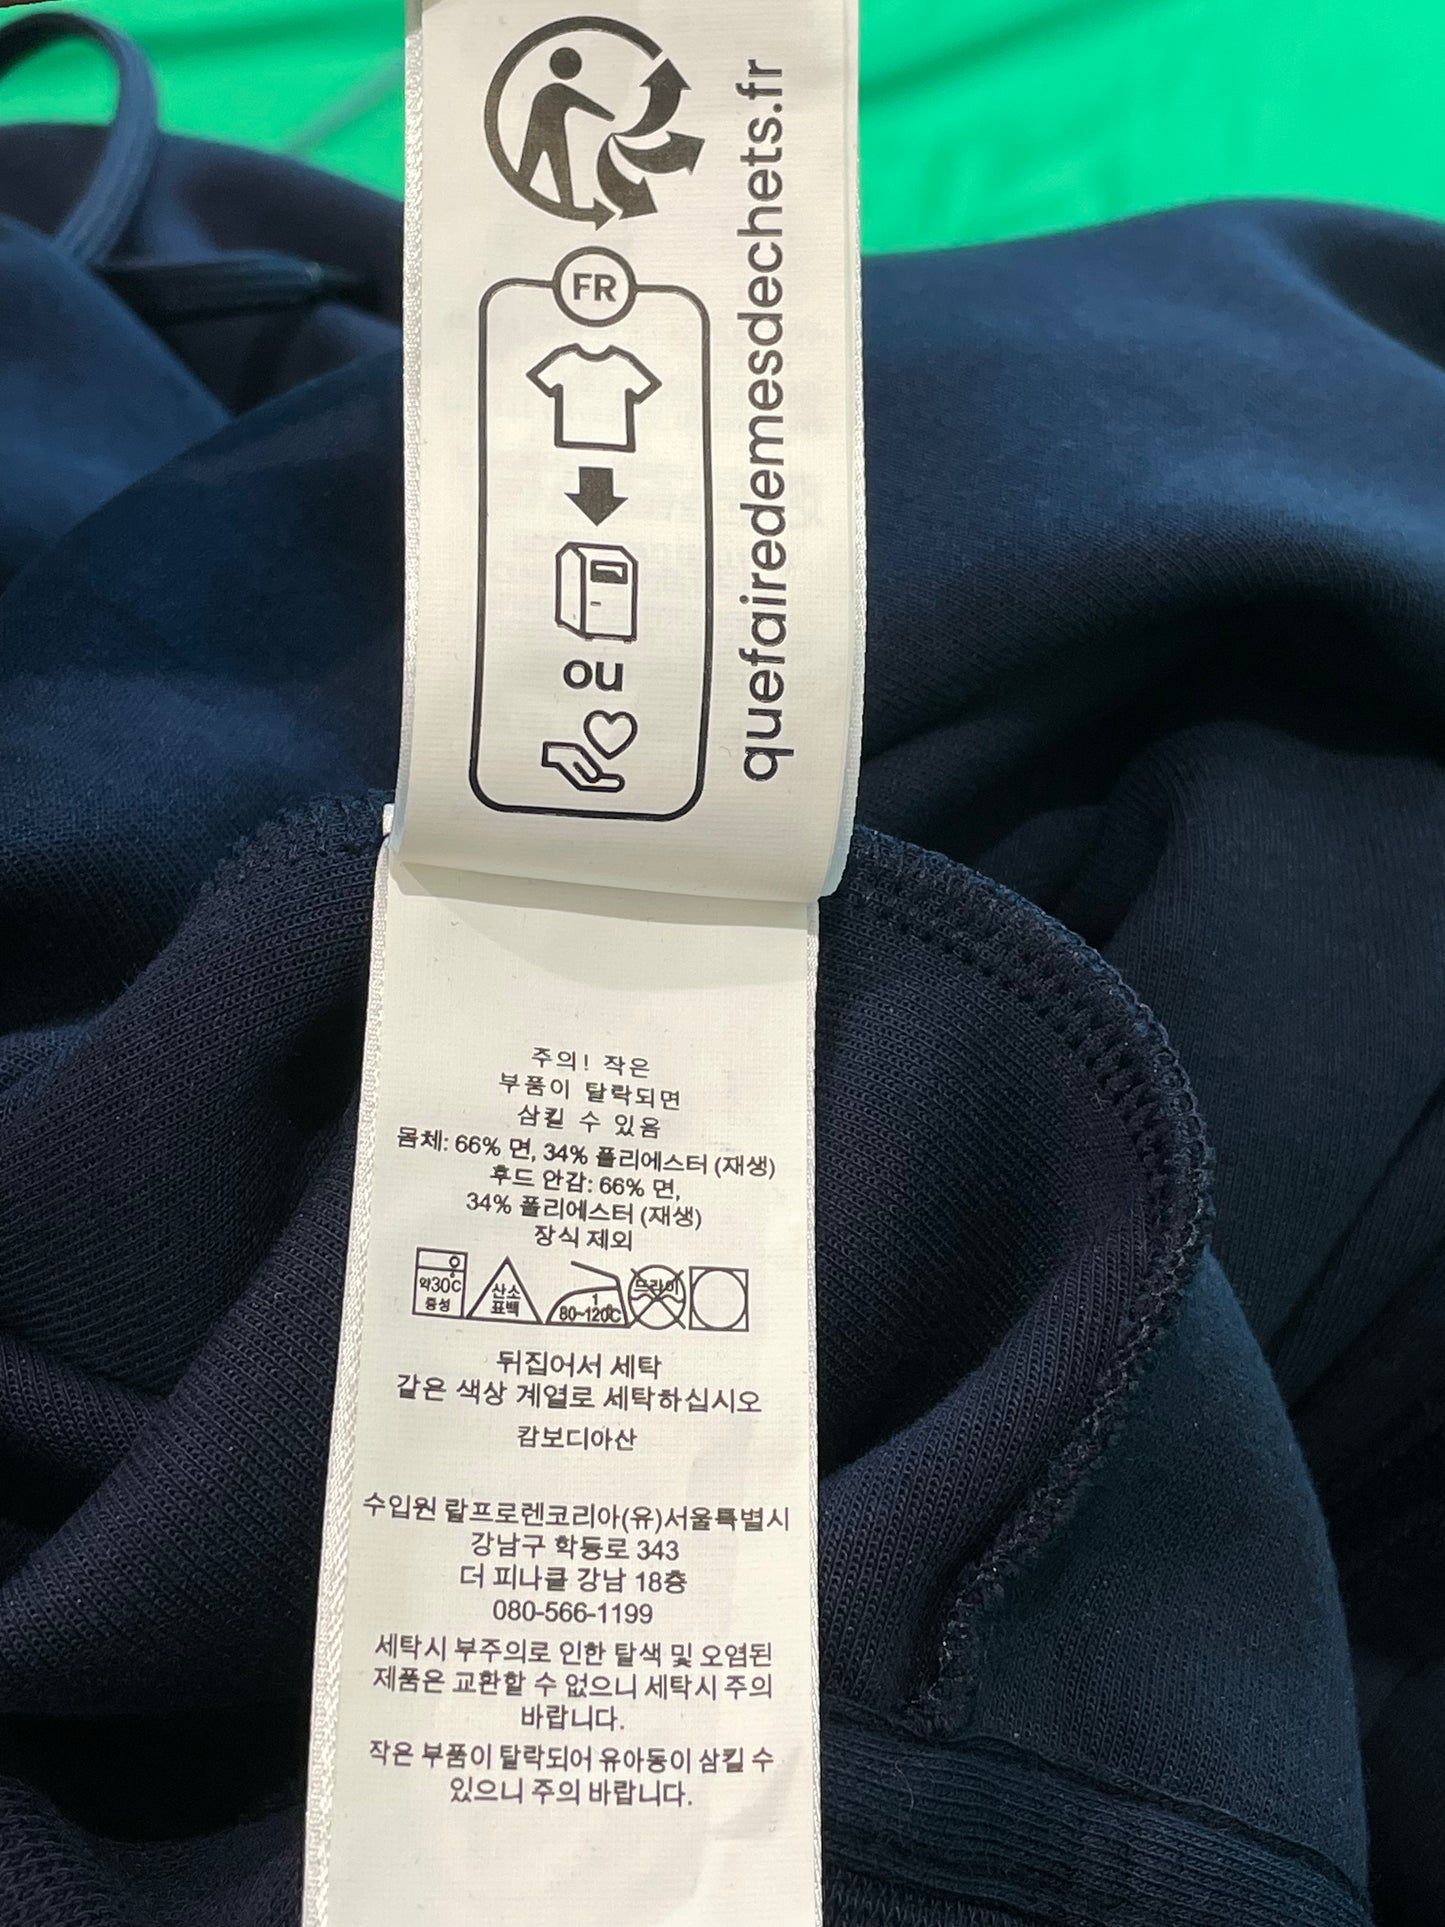 quefairedemesdechets.fr
FR
ou
주의! 작은
부품이 탈락되면
삼킬 수 있음
몸체: 66% 면, 34% 폴리에스터 (재생)
후드 안감: 66% 면,
34% 폴리에스터 (재생)
장식 제외
약30℃
중성
산소
표백
1
80~120℃
드라이
뒤집어서 세탁
같은 색상 계열로 세탁하십시오
캄보디아산
수입원 랄프로렌코리아(유)서울특별시
강남구 학동로 343
더 피나클 강남 18층
080-566-1199
세탁시 부주의로 인한 탈색 및 오염된
제품은 교환할 수 없으니 세탁시 주의
바랍니다.
작은 부품이 탈락되어 유아동이 삼킬 수
있으니 주의 바랍니다.